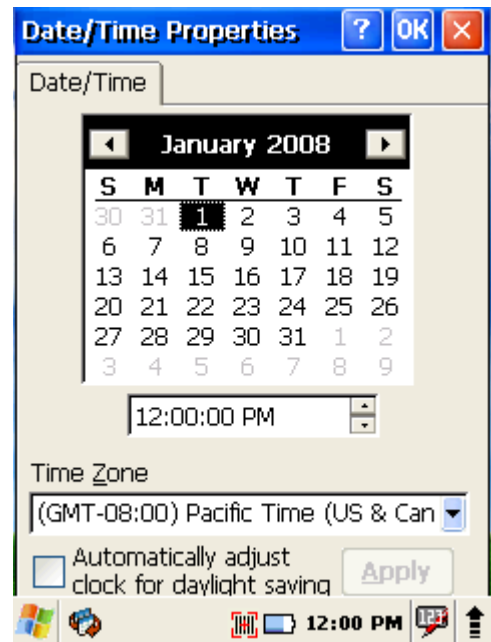 Date/Time Properties ? OK
Date/Time
January 2008
S M T W T F S
30 31 1 2 3 4 5
6 7 8 9 10 11 12
13 14 15 16 17 18 19
20 21 22 23 24 25 26
27 28 29 30 31 1 2
3 4 5 6 7 8 9
12:00:00 PM
Time Zone
(GMT-08:00) Pacific Time (US & Can
Automatically adjust
clock for daylight saving Apply
12:00 PM 123